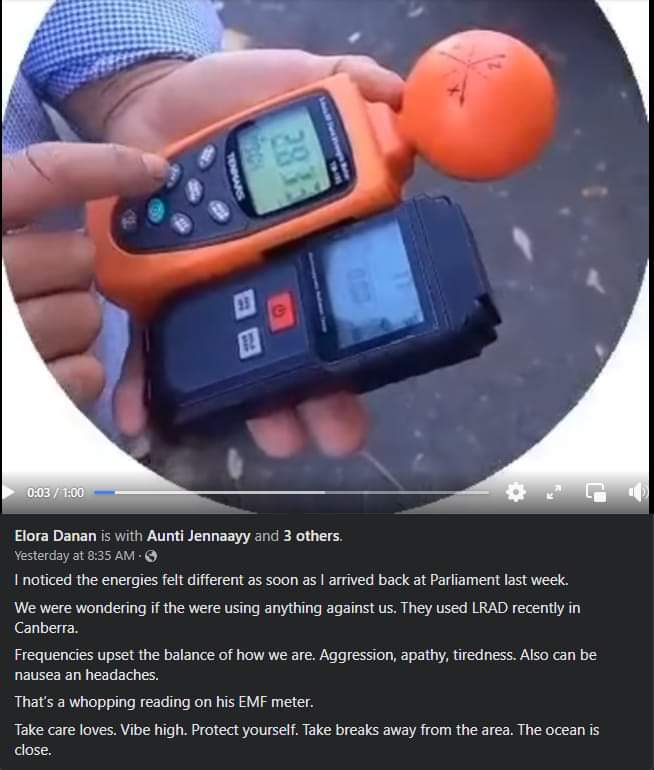 TENMARS
0:03 / 1:00
Elora Danan is with Aunti Jennaayy and 3 others.
Yesterday at 8:35 AM ·
I noticed the energies felt different as soon as I arrived back at Parliament last week.
We were wondering if the were using anything against us. They used LRAD recently in
Canberra.
Frequencies upset the balance of how we are. Aggression, apathy, tiredness. Also can be
nausea an headaches.
That's a whopping reading on his EMF meter.
Take care loves. Vibe high. Protect yourself. Take breaks away from the area. The ocean is
close.